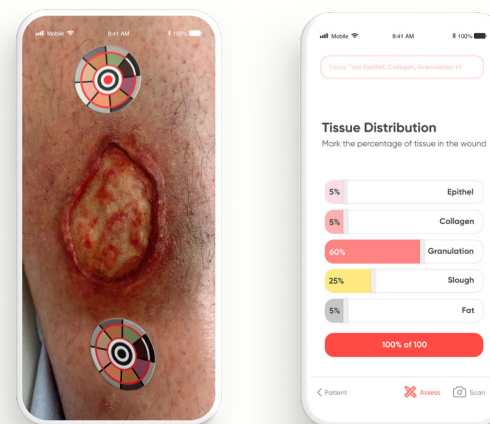 Mobile 9:41 AM 100%
Mobile 9:41 AM 100%
Tissue Type Epithel, Collagen, Granulation +1
Tissue Distribution
Mark the percentage of tissue in the wound
5% Epithel
5% Collagen
60% Granulation
25% Slough
5% Fat
100% of 100
Patient Assess Scan